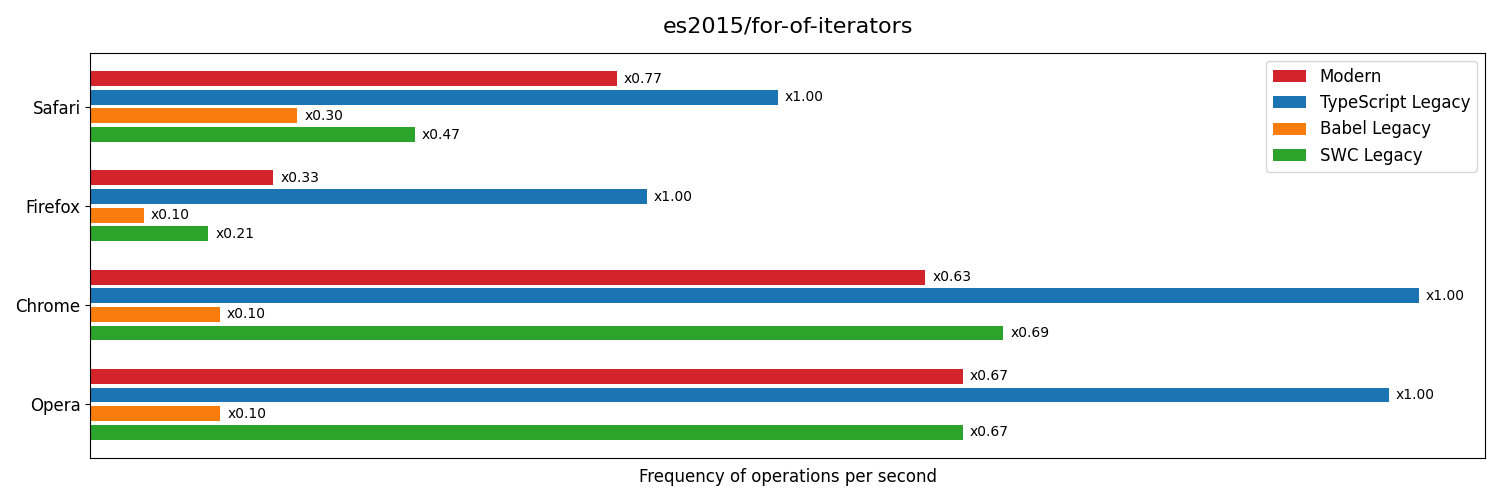 es2015/for-of-iterators
Modern
TypeScript Legacy
Babel Legacy
SWC Legacy
Safari
x0.77
x1.00
x0.30
x0.47
Firefox
x0.33
x1.00
x0.10
x0.21
Chrome
x0.63
x1.00
x0.10
x0.69
Opera
x0.67
x1.00
x0.10
x0.67
Frequency of operations per second